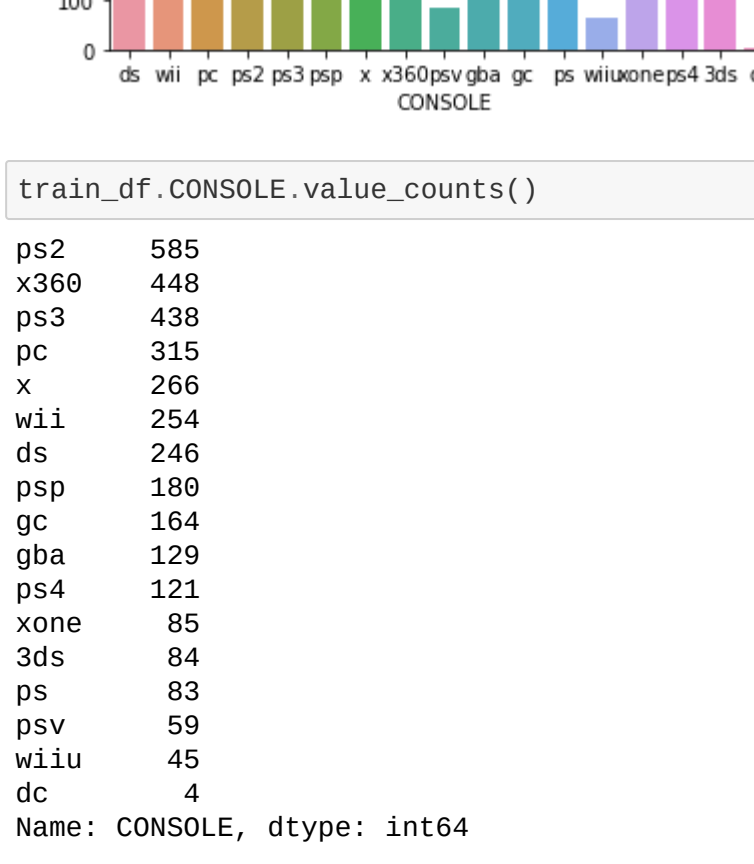 100
0
ds wii pc ps2 ps3 psp x x360 psv gba gc ps wiiu xone ps4 3ds
CONSOLE
train_df.CONSOLE.value_counts()
ps2 585
x360 448
ps3 438
pc 315
x 266
wii 254
ds 246
psp 180
gc 164
gba 129
ps4 121
xone 85
3ds 84
ps 83
psv 59
wiiu 45
dc 4
Name: CONSOLE, dtype: int64